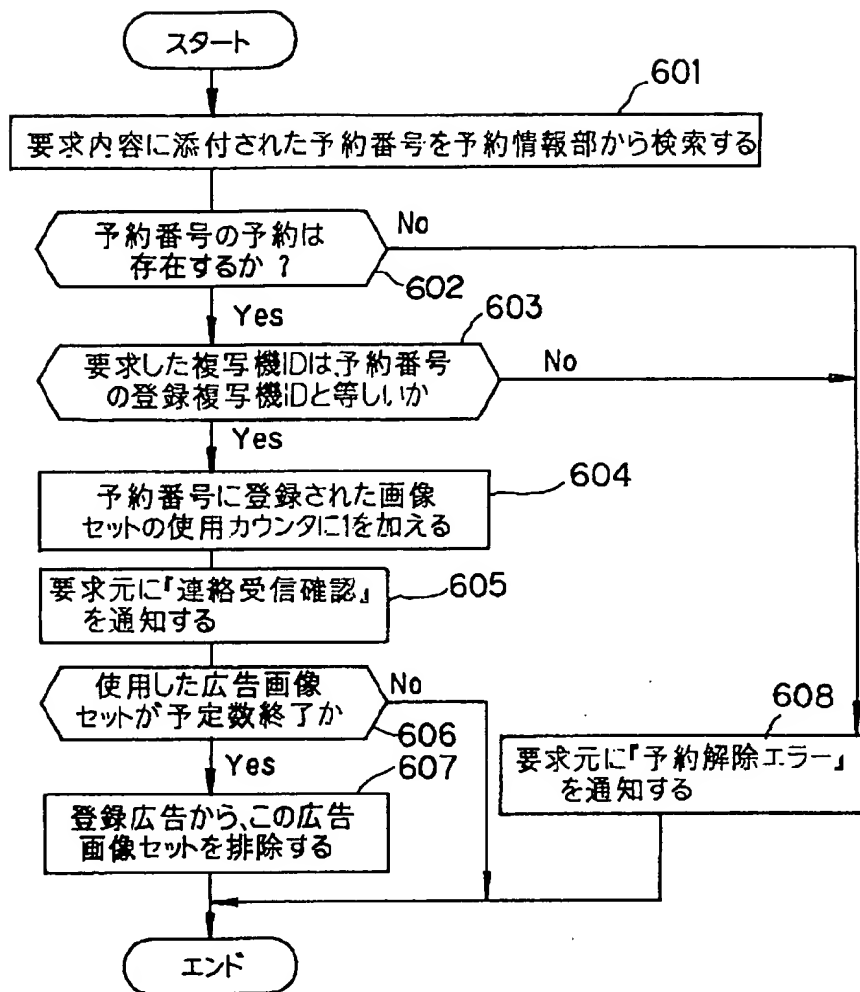 スタート
601
要求内容に添付された予約番号を予約情報部から検索する
予約番号の予約は
存在するか?
No
602
Yes
603
要求した複写機IDは、予約番号
の登録複写機IDと等しいか
No
Yes
604
予約番号に登録された画像
セットの使用カウンタに1を加える
要求元に『連絡受信確認』
を通知する
605
使用した広告画像
セットが予定数終了か
No
606
Yes
607
608
要求元に『予約解除エラー』
を通知する
登録広告から、この広告
画像セットを排除する
エンド